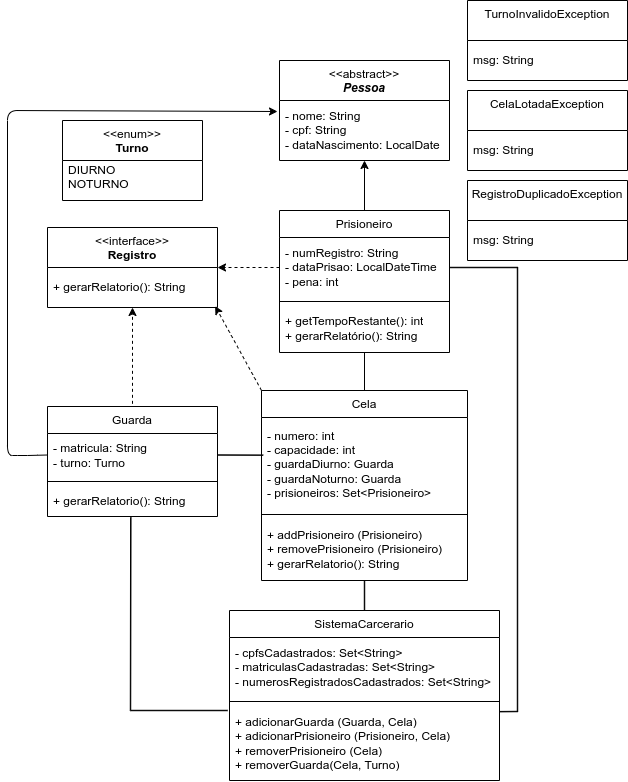 TurnoInvalidoException
msg: String
CelaLotadaException
msg: String
RegistroDuplicadoException
msg: String
<<abstract>>
Pessoa
- nome: String
- cpf: String
- dataNascimento: LocalDate
<<enum>>
Turno
DIURNO
NOTURNO
<<interface>>
Registro
+ gerarRelatorio(): String
Prisioneiro
- numRegistro: String
- dataPrisao: LocalDateTime
- pena: int
+ getTempoRestante(): int
+ gerarRelatório(): String
Guarda
- matricula: String
- turno: Turno
+ gerarRelatorio(): String
Cela
- numero: int
- capacidade: int
- guardaDiurno: Guarda
- guardaNoturno: Guarda
- prisioneiros: Set<Prisioneiro>
+ addPrisioneiro (Prisioneiro)
+ removePrisioneiro (Prisioneiro)
+ gerarRelatorio(): String
SistemaCarcerario
- cpfsCadastrados: Set<String>
- matriculasCadastradas: Set<String>
- numerosRegistradosCadastrados: Set<String>
+ adicionarGuarda (Guarda, Cela)
+ adicionarPrisioneiro (Prisioneiro, Cela)
+ removerPrisioneiro (Cela)
+ removerGuarda(Cela, Turno)